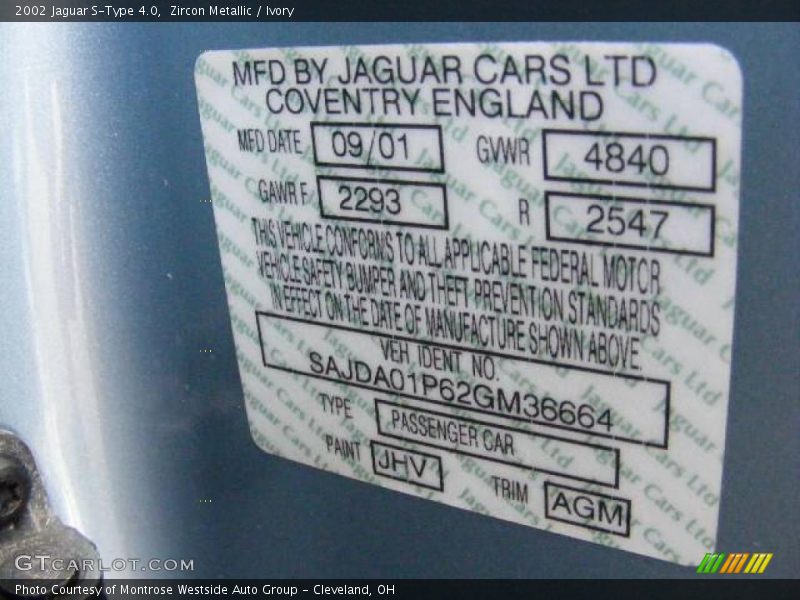 2002 Jaguar S-Type 4.0, Zircon Metallic / Ivory
MFD BY JAGUAR CARS LTD
COVENTRY ENGLAND
MFD DATE 09/01 GVWR 4840
GAWR F 2293 R 2547
THIS VEHICLE CONFORMS TO ALL APPLICABLE FEDERAL MOTOR
VEHICLE SAFETY BUMPER AND THEFT PREVENTION STANDARDS
IN EFFECT ON THE DATE OF MANUFACTURE SHOWN ABOVE.
VEH. IDENT NO.
SAJDA01P62GM36664
TYPE PASSENGER CAR
PAINT JHV TRIM AGM
GTCARLOT.COM
Photo Courtesy of Montrose Westside Auto Group - Cleveland, OH